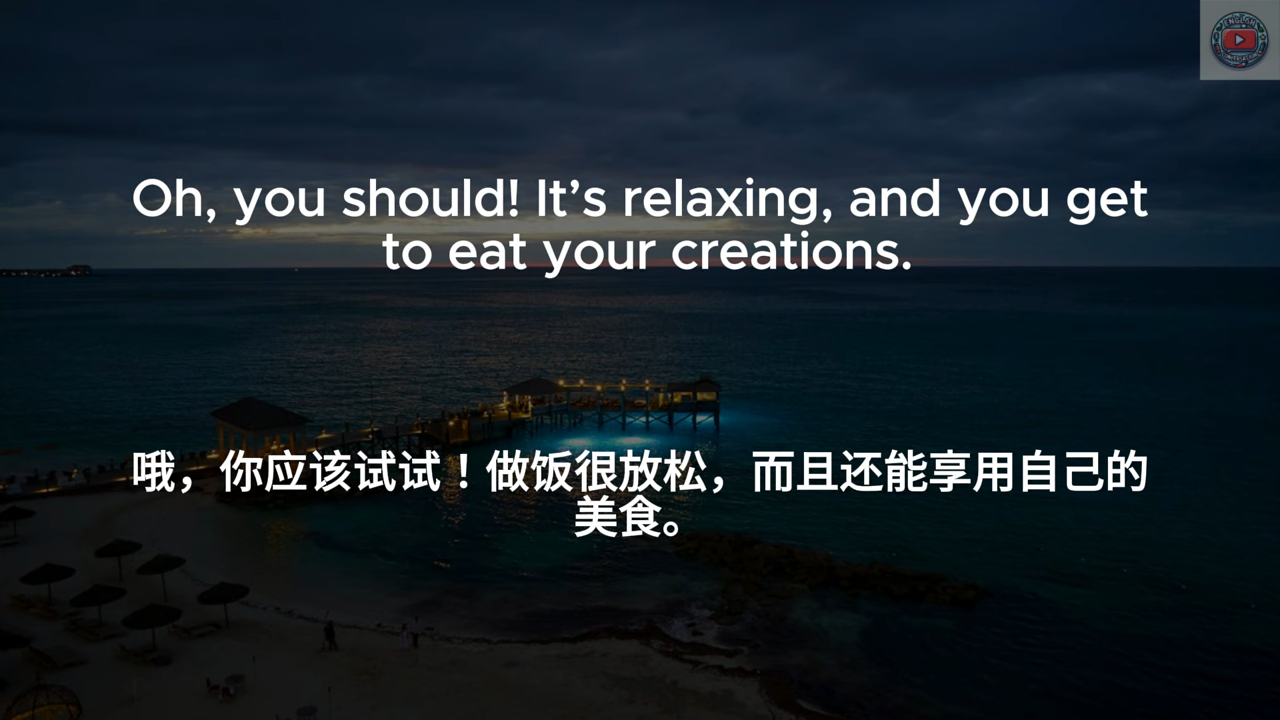 Oh, you should! It’s relaxing, and you get
to eat your creations.
哦，你应该试试！做饭很放松，而且还能享用自己的
美食。